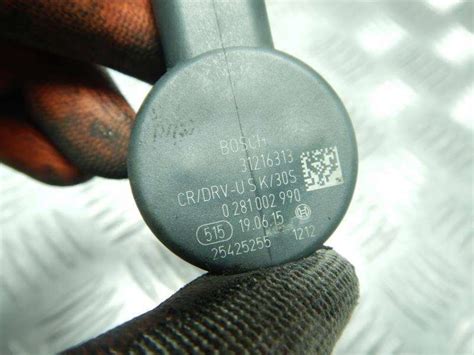 BOSCH
31216313
CR/DRV-U S K/30S
0 281 002 990
515 19.06.15
25425255 1212